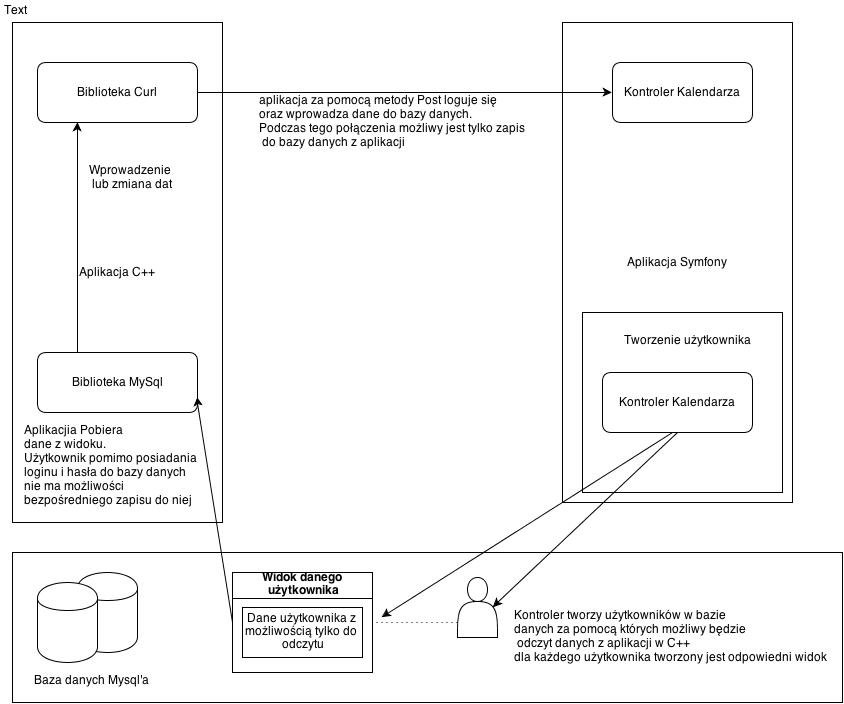 Text
Biblioteka Curl
aplikacja za pomocą metody Post loguje się
oraz wprowadza dane do bazy danych.
Podczas tego połączenia możliwy jest tylko zapis
do bazy danych z aplikacji
Kontroler Kalendarza
Wprowadzenie
lub zmiana dat
Aplikacja C++
Aplikacja Symfony
Tworzenie użytkownika
Biblioteka MySql
Kontroler Kalendarza
Aplikacjia Pobiera
dane z widoku.
Użytkownik pomimo posiadania
loginu i hasła do bazy danych
nie ma możliwości
bezpośredniego zapisu do niej
Widok danego
użytkownika
Dane użytkownika z
możliwością tylko do
odczytu
Kontroler tworzy użytkowników w bazie
danych za pomocą których możliwy będzie
odczyt danych z aplikacji w C++
dla każdego użytkownika tworzony jest odpowiedni widok
Baza danych Mysql'a